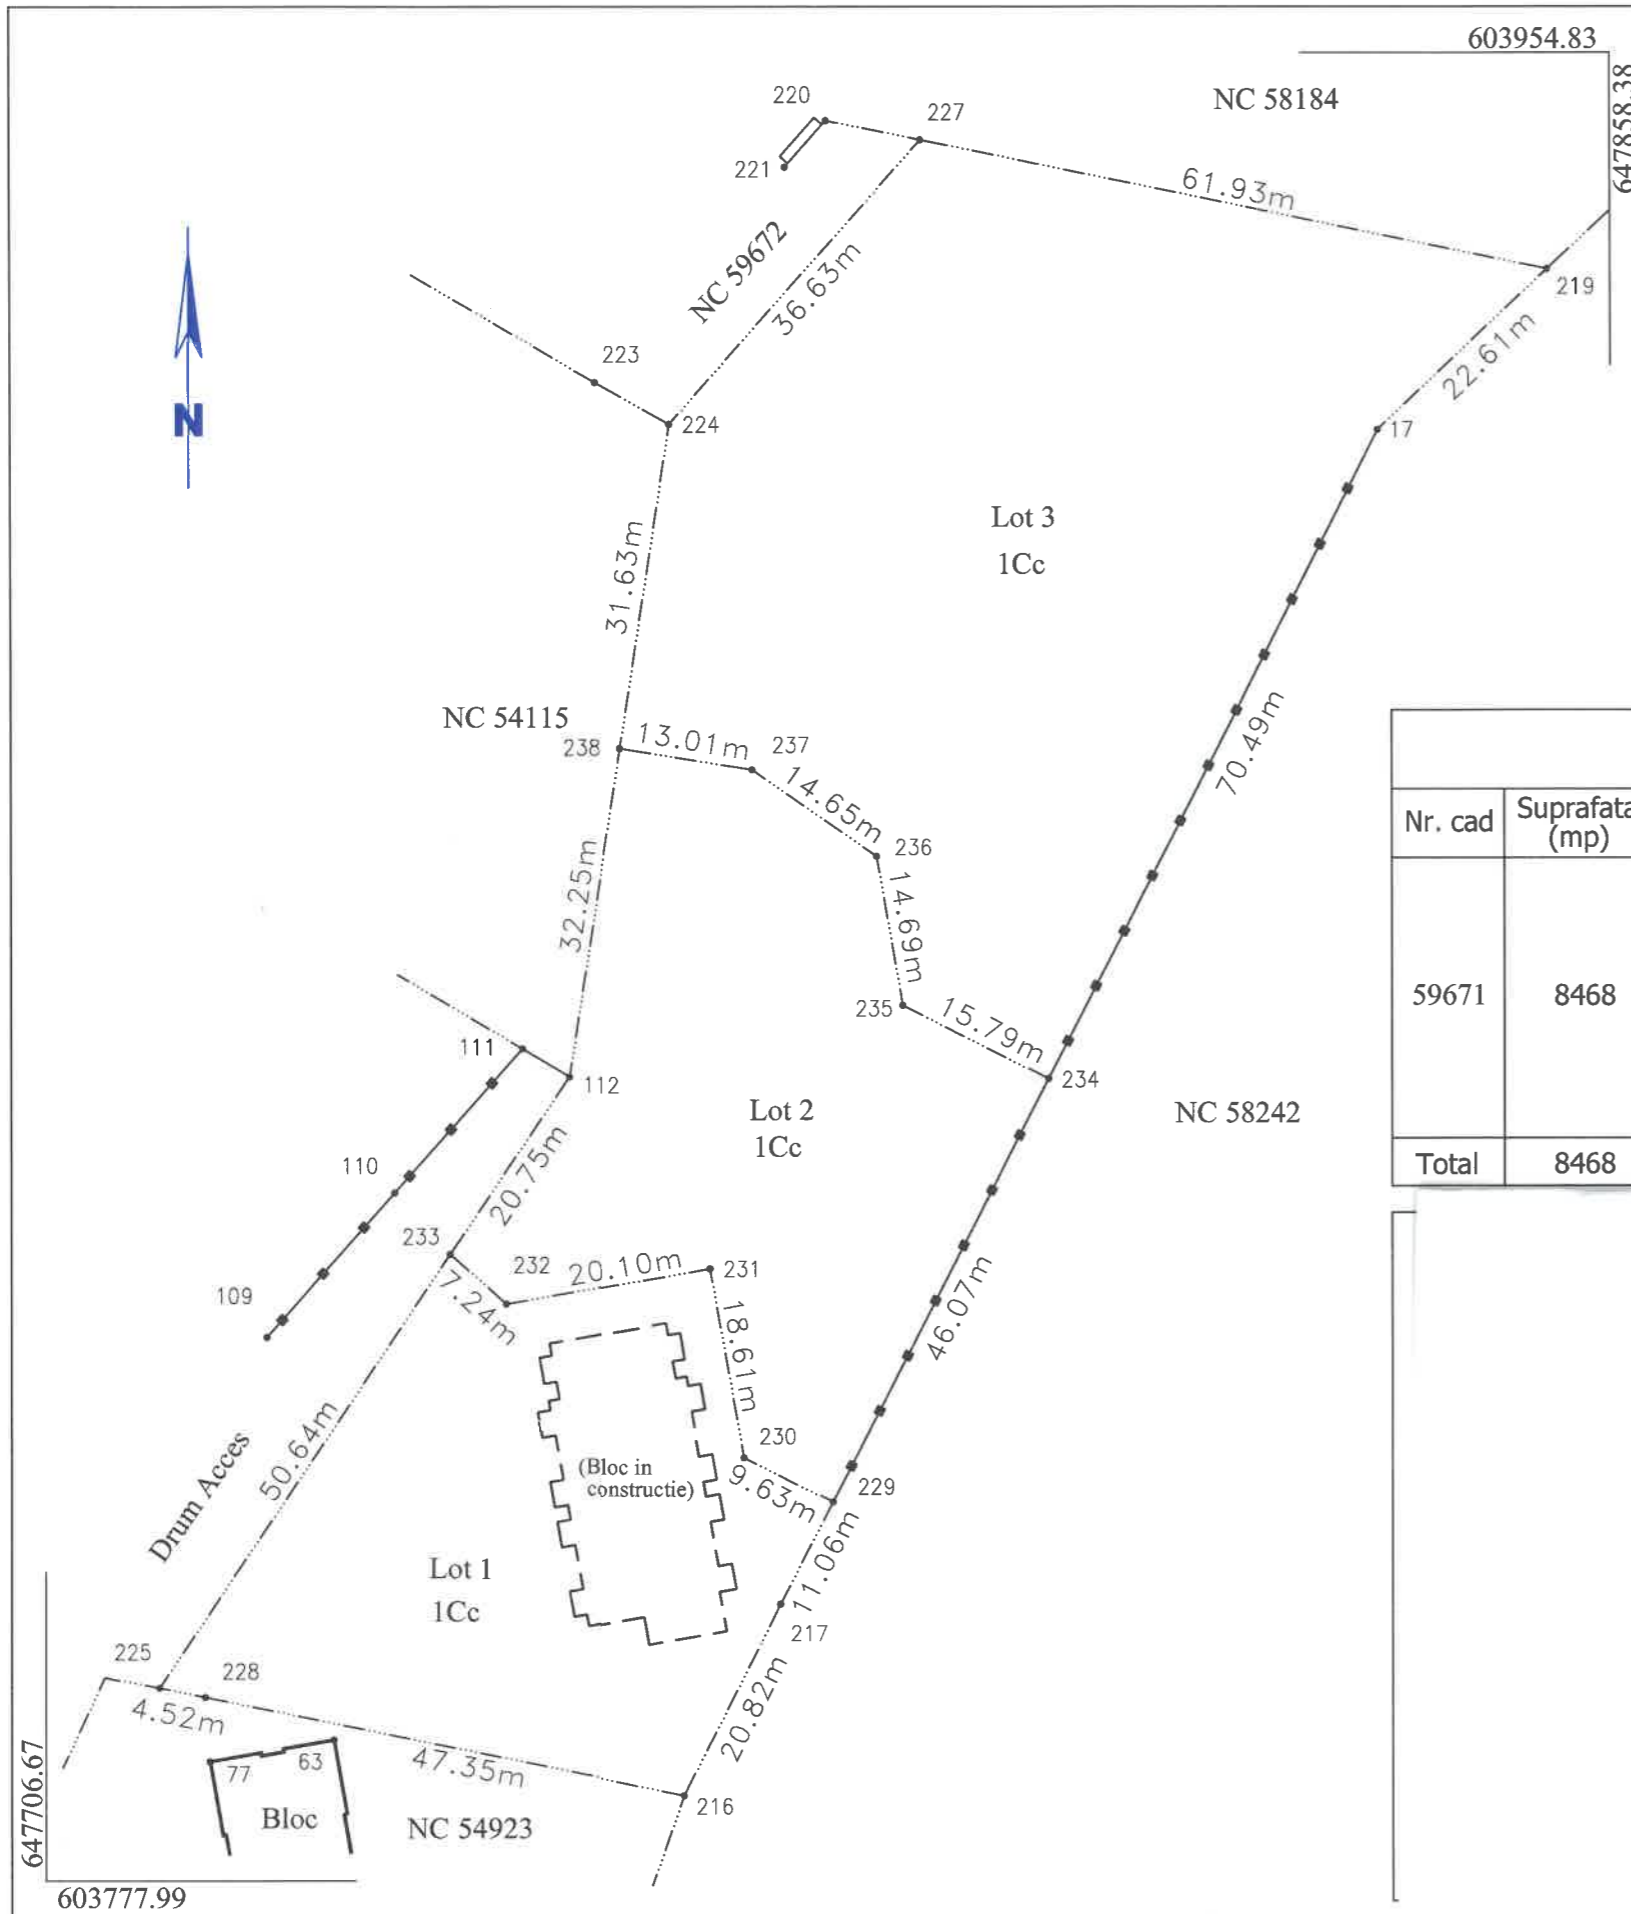 603954.83
647858.38
NC 58184
220
227
221
61.93m
NC 59672
36.63m
219
22.61m
N
223
224
17
Lot 3
1Cc
31.63m
NC 54115
238
13.01m
237
14.65m
70.49m
236
Nr. cad
Suprafata
(mp)
32.25m
14.69m
59671
8468
235
15.79m
111
112
234
Lot 2
1Cc
NC 58242
110
20.75m
Total
8468
233
232
20.10m
231
109
7.24m
18.61m
46.07m
50.64m
Drum Acces
(Bloc in
constructie)
230
9.63m
229
11.06m
Lot 1
1Cc
217
225
228
4.52m
20.82m
47.35m
77
63
Bloc
216
NC 54923
647706.67
603777.99